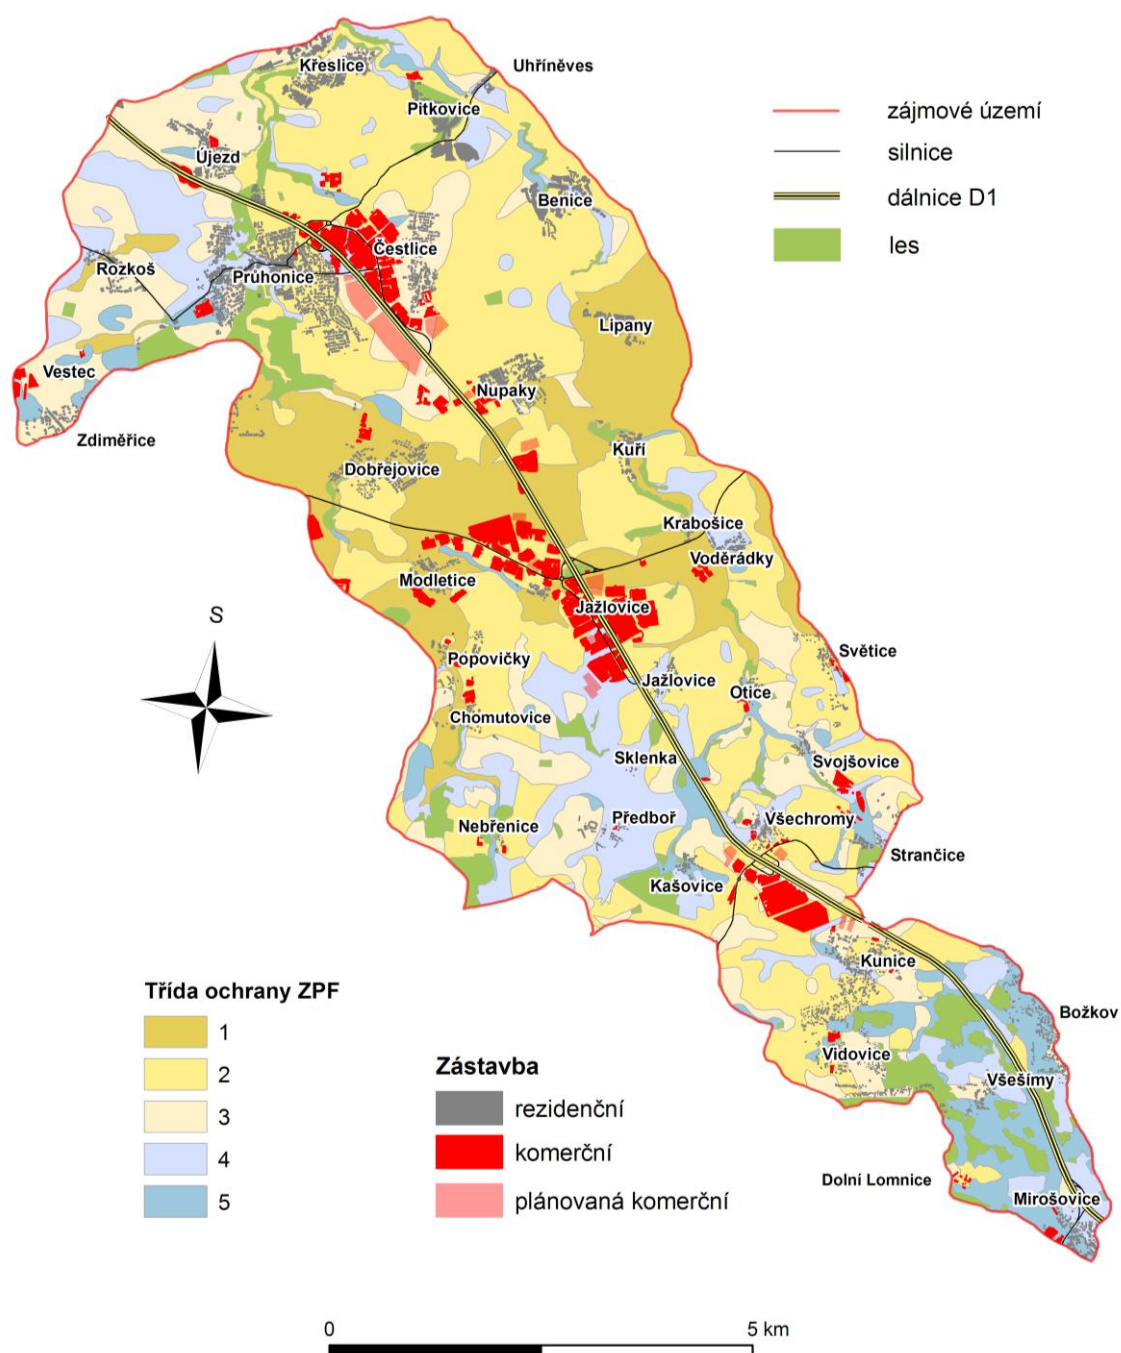 Křeslice
Uhříněves
Pitkovice
zájmové území
silnice
Újezd
dálnice D1
Benice
les
Čestlice
Rozkoš
Průhonice
Lipany
Vestec
Nupaky
Zdiměřice
Kuří
Dobřejovice
Krabošice
Voděrádky
Modletice
Jažlovice
S
Světice
Popovičky
Jažlovice
Otice
Chomutovice
Sklenka
Svojšovice
Předboř
Všechromy
Nebřenice
Strančice
Kašovice
Kunice
Třída ochrany ZPF
1
2
3
4
5
Božkov
Vidovice
Všešímy
Zástavba
rezidenční
komerční
plánovaná komerční
Dolní Lomnice
Mirošovice
0
5 km